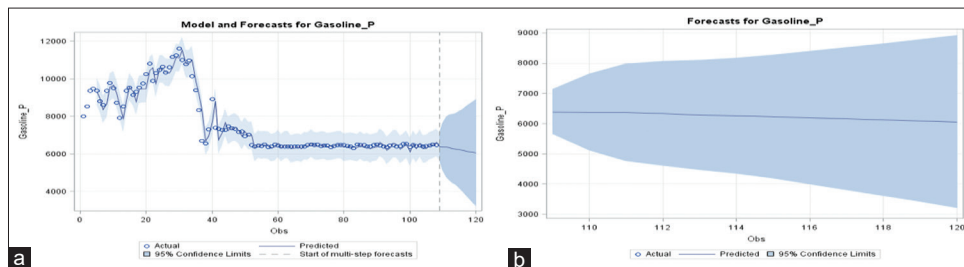 Model and Forecasts for Gasoline_P
12000
10000
8000
6000
4000
Gasoline_P
0 20 40 60 80 100 120
Obs
Actual Predicted
95% Confidence Limits Start of multi-step forecasts
a
Forecasts for Gasoline_P
9000
8000
7000
6000
5000
4000
3000
Gasoline_P
110 112 114 116 118 120
Obs
Actual Predicted 95% Confidence Limits
b